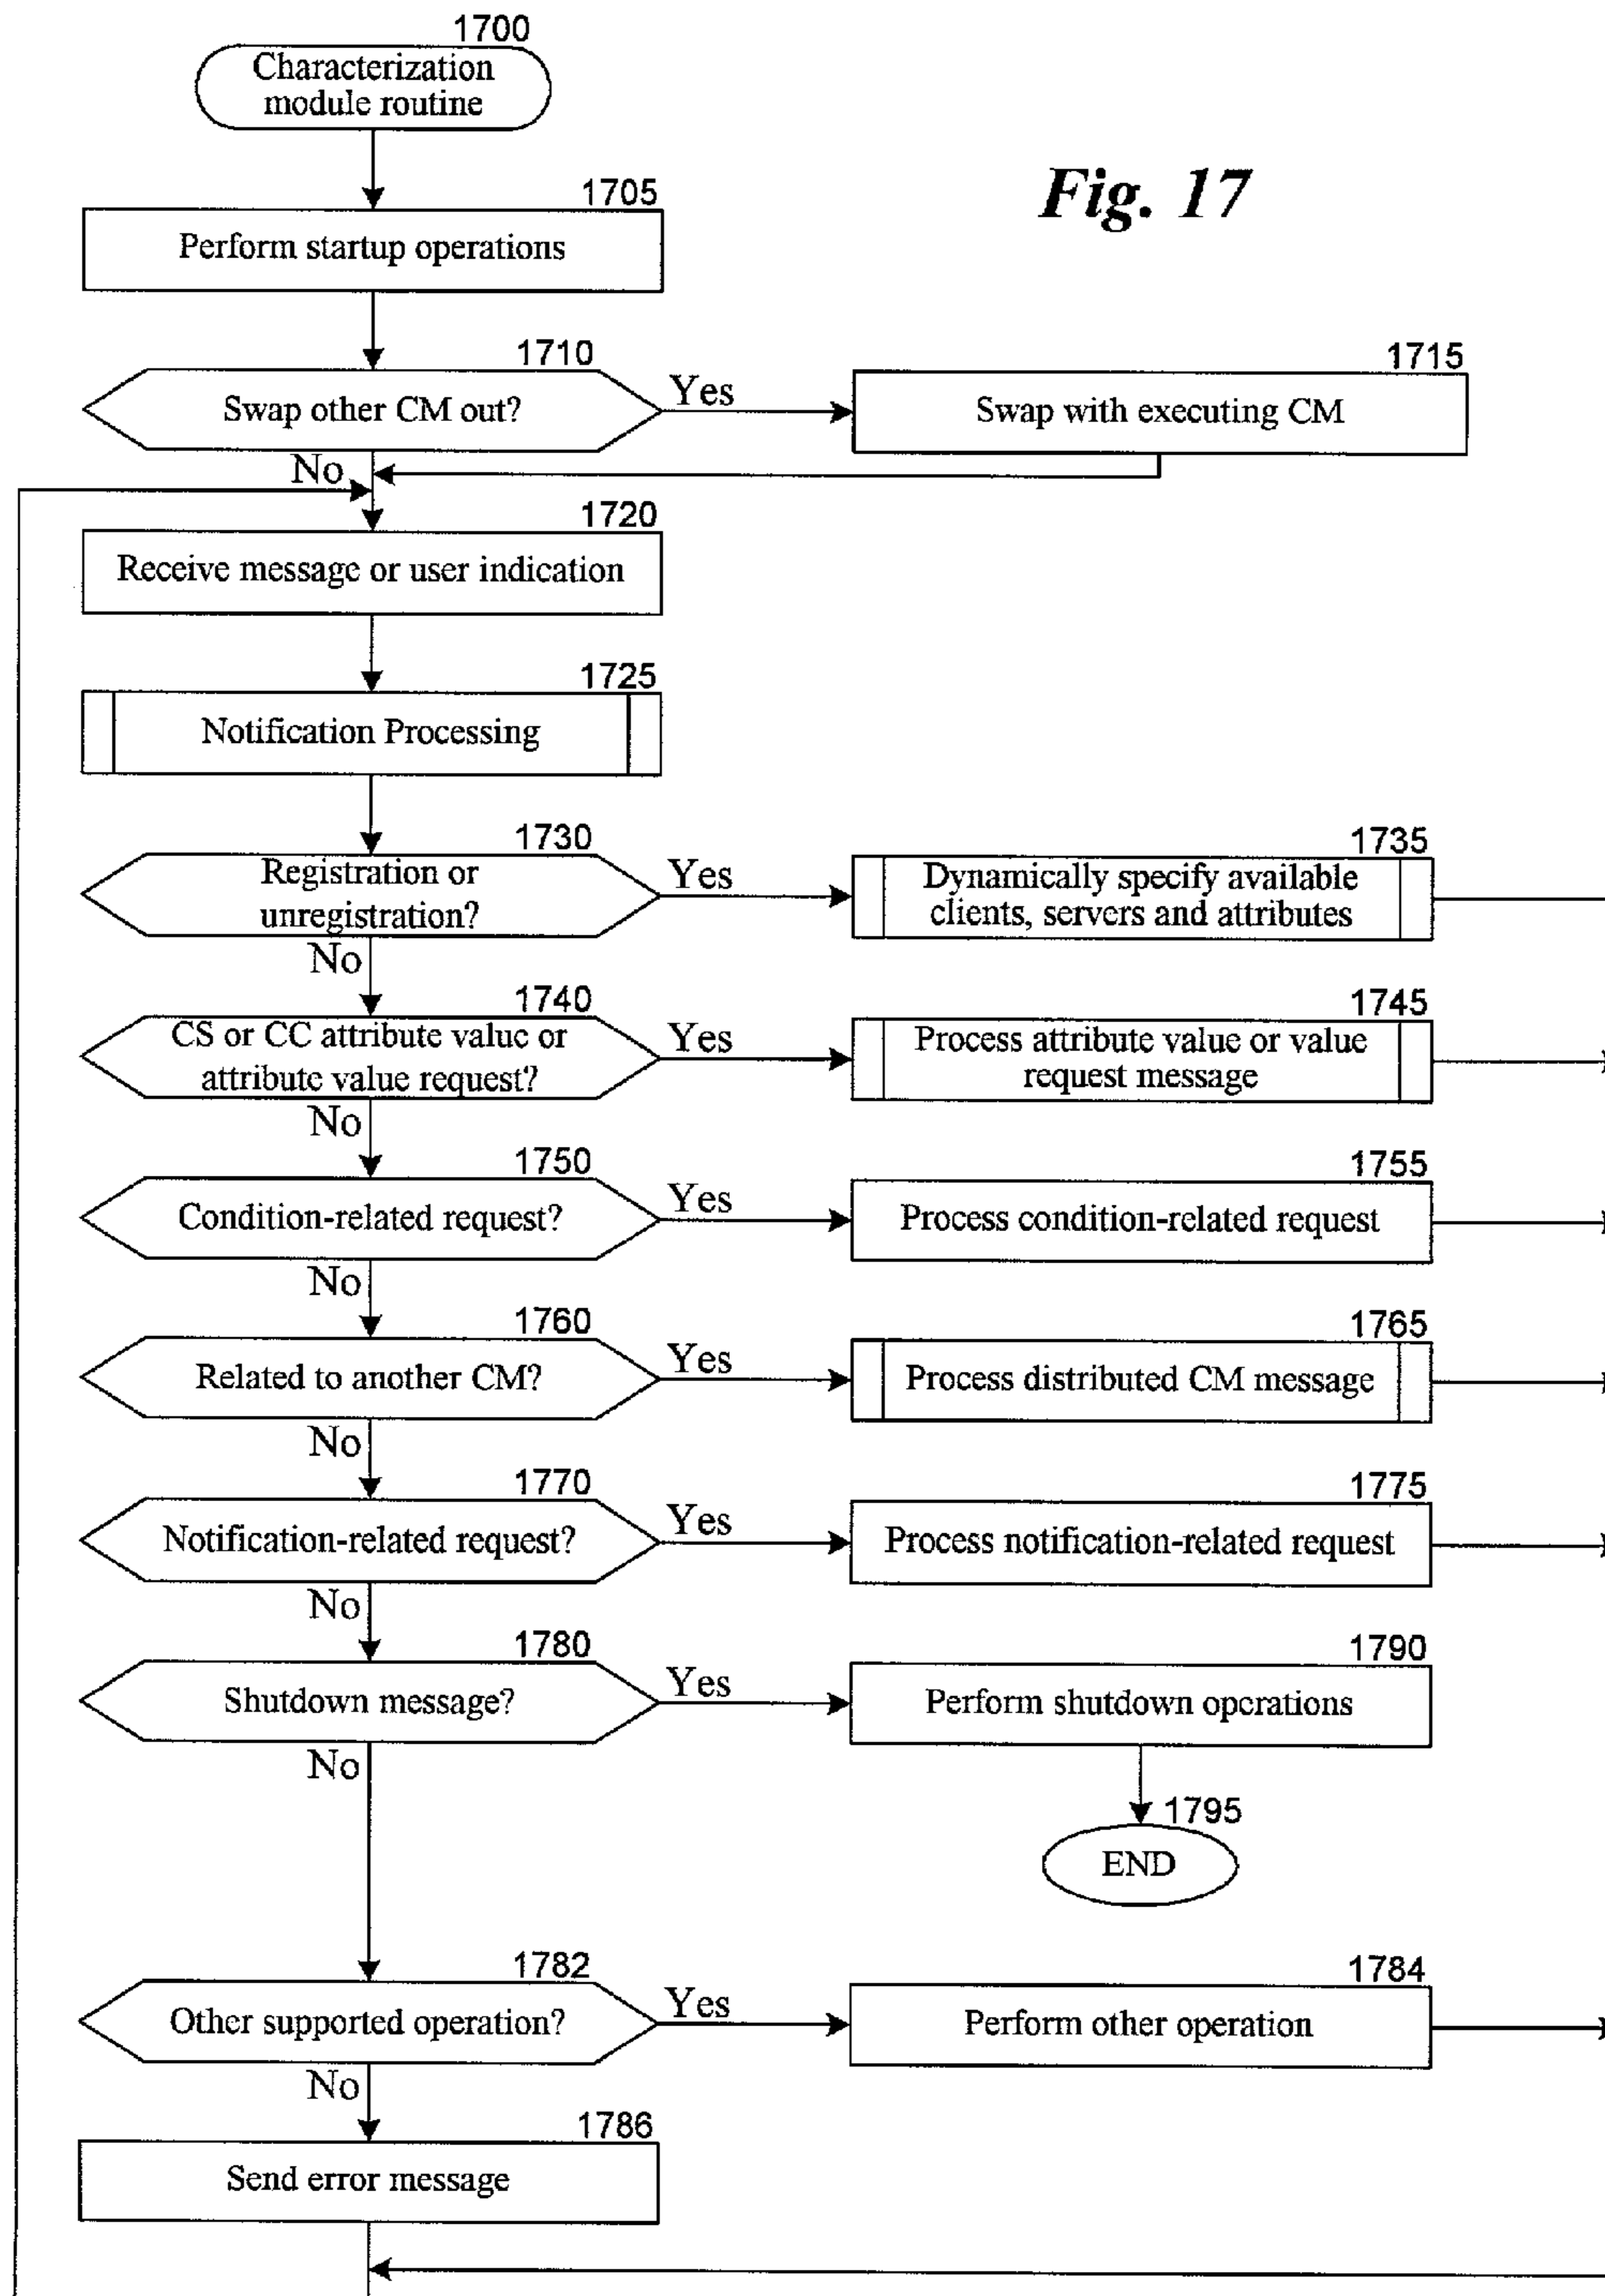 1700
Characterization
module routine
Fig. 17
1705
Perform startup operations
1710
Swap other CM out?
Yes
1715
Swap with executing CM
No
1720
Receive message or user indication
1725
Notification Processing
1730
Registration or
unregistration?
Yes
1735
Dynamically specify available
clients, servers and attributes
No
1740
CS or CC attribute value or
attribute value request?
Yes
1745
Process attribute value or value
request message
No
1750
Condition-related request?
Yes
1755
Process condition-related request
No
1760
Related to another CM?
Yes
1765
Process distributed CM message
No
1770
Notification-related request?
Yes
1775
Process notification-related request
No
1780
Shutdown message?
Yes
1790
Perform shutdown operations
No
1795
END
1782
Other supported operation?
Yes
1784
Perform other operation
No
1786
Send error message